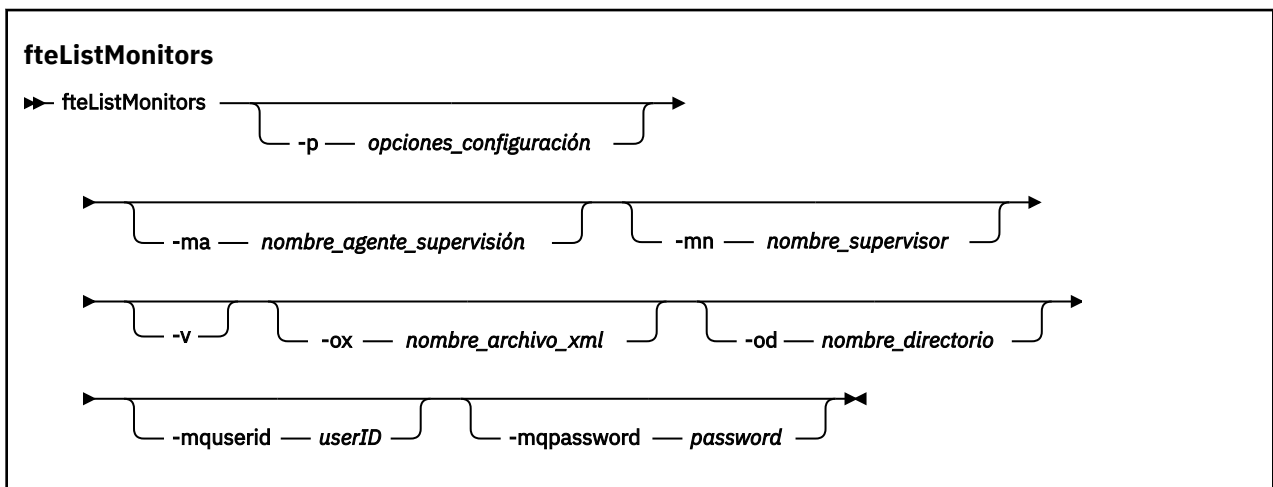 fteListMonitors
fteListMonitors
-p opciones_configuración
-ma nombre_agente_supervisión -mn nombre_supervisor
-v -ox nombre_archivo_xml -od nombre_directorio
-mquserid userID -mqpassword password